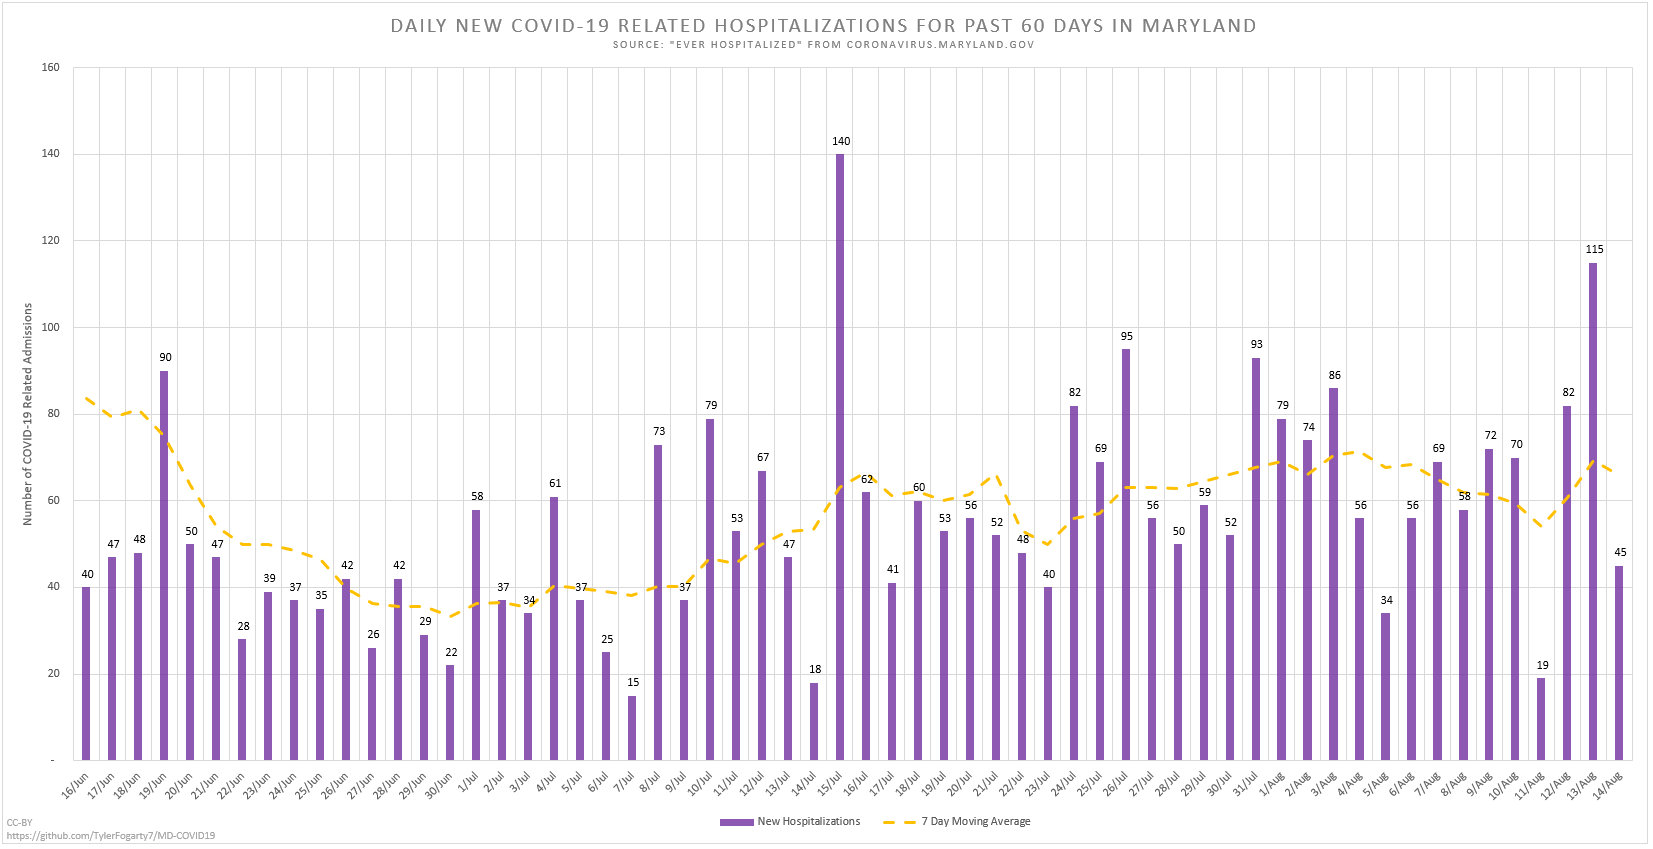 DAILY NEW COVID-19 RELATED HOSPITALIZATIONS FOR PAST 60 DAYS IN MARYLAND
SOURCE: "EVER HOSPITALIZED" FROM CORONAVIRUS.MARYLAND.GOV
Number of COVID-19 Related Admissions
160
140
120
100
80
60
40
20
-
40
47
48
90
50
47
28
39
37
35
42
26
42
29
22
58
37
34
61
37
25
15
73
37
79
53
67
47
18
140
62
41
60
53
56
52
48
40
82
69
95
56
50
59
52
93
79
74
86
56
34
56
69
58
72
70
19
82
115
45
16/Jun
17/Jun
18/Jun
19/Jun
20/Jun
21/Jun
22/Jun
23/Jun
24/Jun
25/Jun
26/Jun
27/Jun
28/Jun
29/Jun
30/Jun
1/Jul
2/Jul
3/Jul
4/Jul
5/Jul
6/Jul
7/Jul
8/Jul
9/Jul
10/Jul
11/Jul
12/Jul
13/Jul
14/Jul
15/Jul
16/Jul
17/Jul
18/Jul
19/Jul
20/Jul
21/Jul
22/Jul
23/Jul
24/Jul
25/Jul
26/Jul
27/Jul
28/Jul
29/Jul
30/Jul
31/Jul
1/Aug
2/Aug
3/Aug
4/Aug
5/Aug
6/Aug
7/Aug
8/Aug
9/Aug
10/Aug
11/Aug
12/Aug
13/Aug
14/Aug
New Hospitalizations
7 Day Moving Average
CC-BY
https://github.com/TylerFogarty7/MD-COVID19